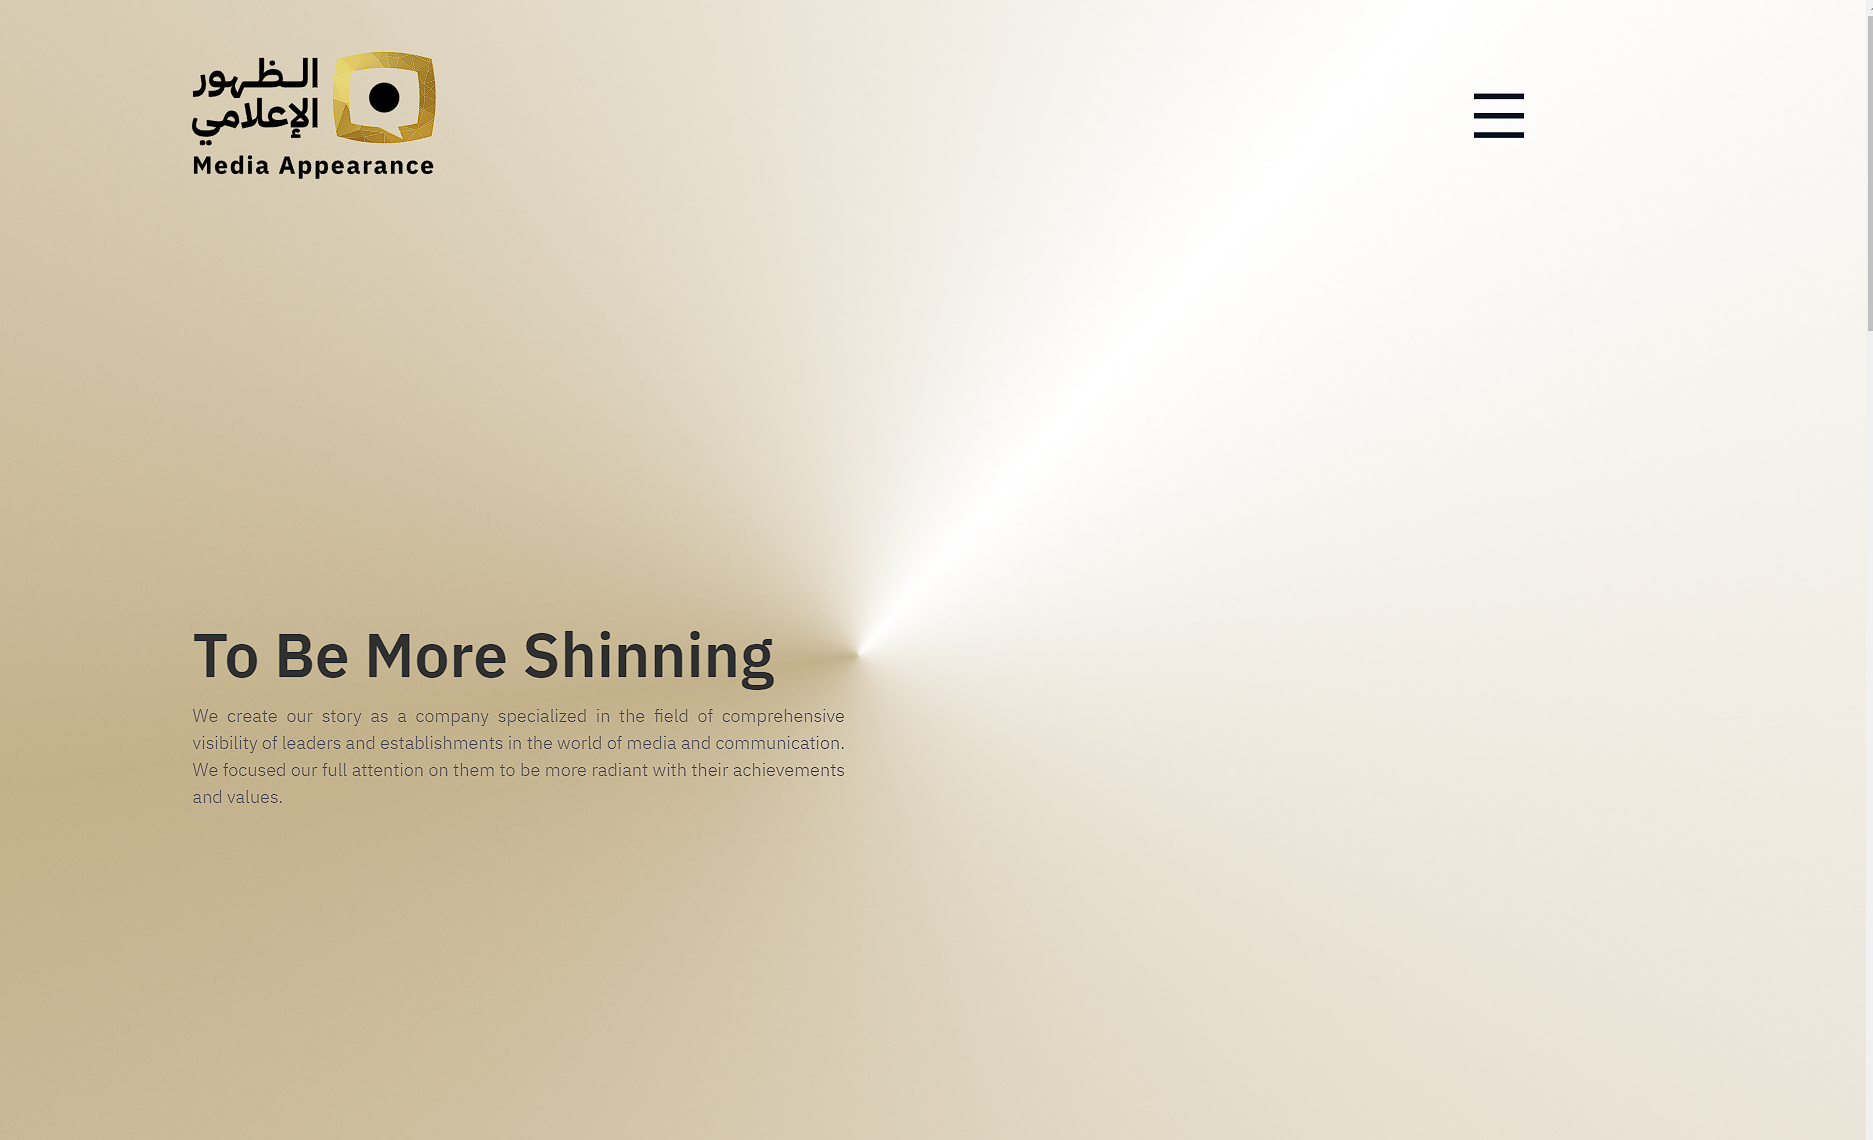 الـظـهـور
الإعلامي
Media Appearance
To Be More Shinning
We create our story as a company specialized in the field of comprehensive
visibility of leaders and establishments in the world of media and communication.
We focused our full attention on them to be more radiant with their achievements
and values.